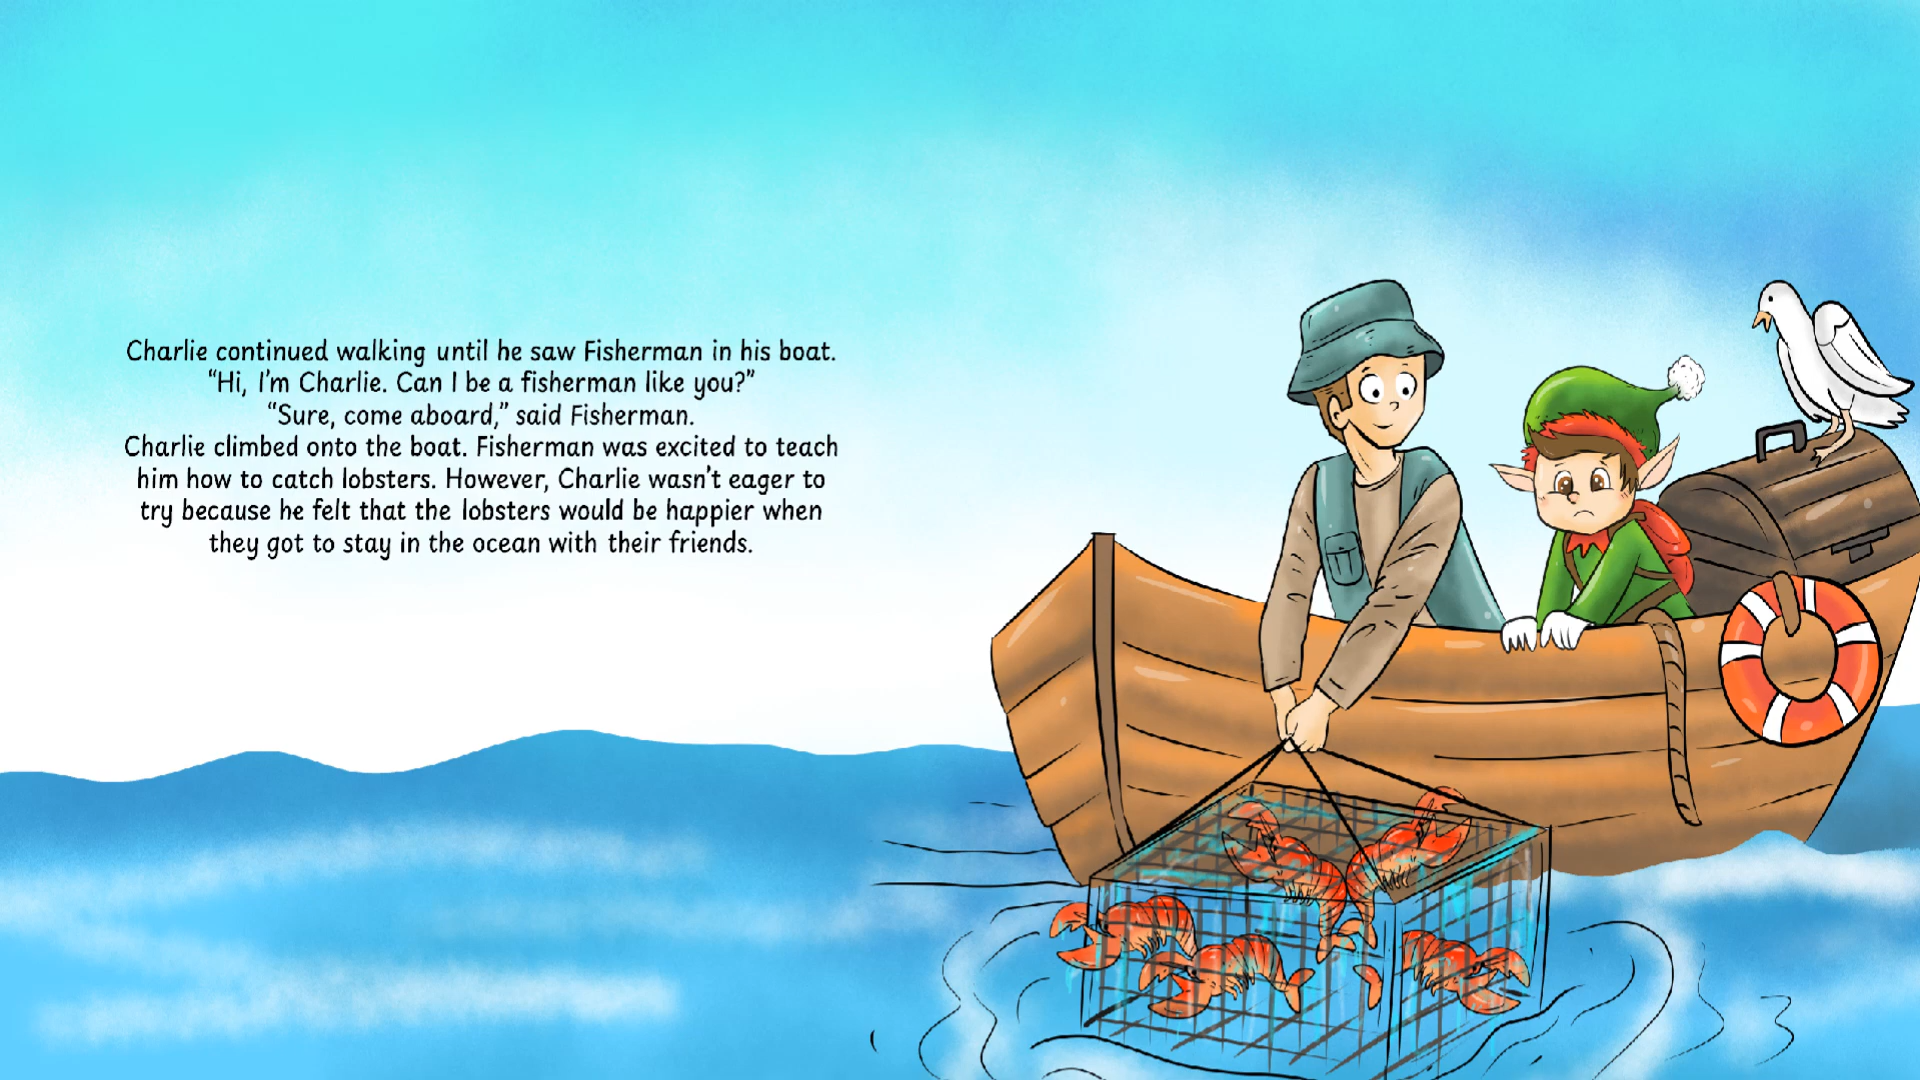 Charlie continued walking until he saw Fisherman in his boat.
“Hi, I’m Charlie. Can I be a fisherman like you?”
“Sure, come aboard,” said Fisherman.
Charlie climbed onto the boat. Fisherman was excited to teach
him how to catch lobsters. However, Charlie wasn’t eager to
try because he felt that the lobsters would be happier when
they got to stay in the ocean with their friends.